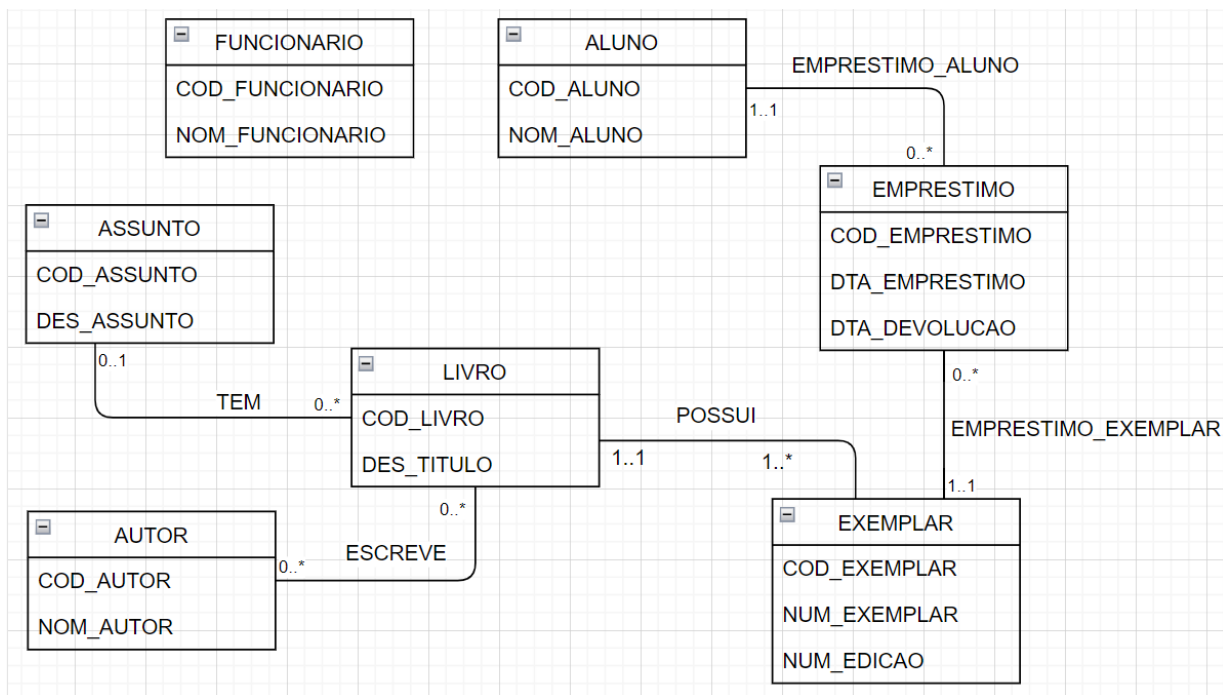 FUNCIONARIO
COD_FUNCIONARIO
NOM_FUNCIONARIO
ALUNO
COD_ALUNO
NOM_ALUNO
EMPRESTIMO_ALUNO
1..1
0..*
EMPRESTIMO
COD_EMPRESTIMO
DTA_EMPRESTIMO
DTA_DEVOLUCAO
ASSUNTO
COD_ASSUNTO
DES_ASSUNTO
0..1
TEM
0..*
LIVRO
COD_LIVRO
DES_TITULO
POSSUI
1..1
1..*
0..*
EMPRESTIMO_EXEMPLAR
1..1
AUTOR
COD_AUTOR
NOM_AUTOR
0..*
ESCREVE
0..*
EXEMPLAR
COD_EXEMPLAR
NUM_EXEMPLAR
NUM_EDICAO